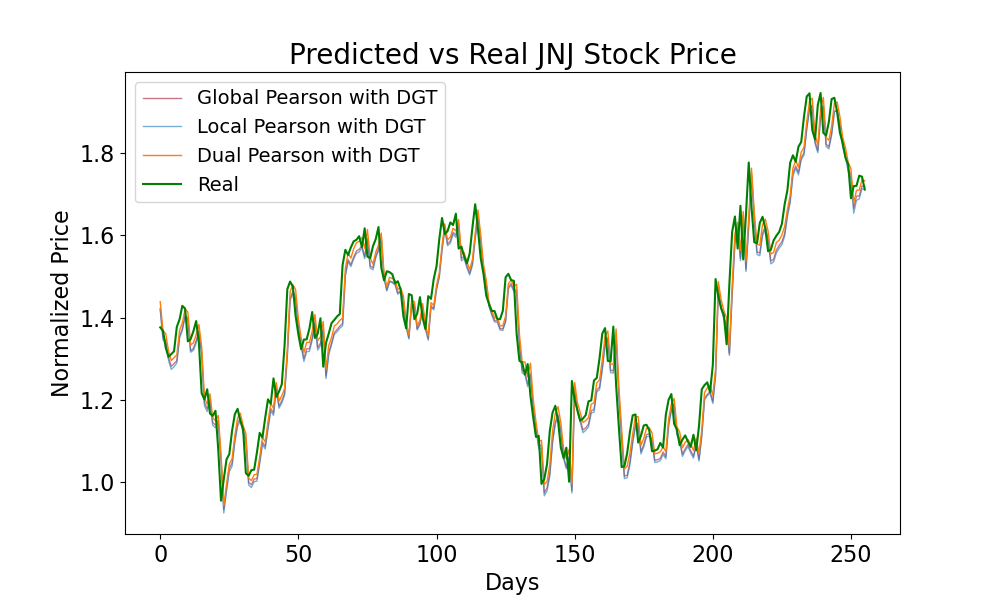 Predicted vs Real JNJ Stock Price
Global Pearson with DGT
Local Pearson with DGT
Dual Pearson with DGT
Real
Normalized Price
1.8
1.6
1.4
1.2
1.0
0 50 100 150 200 250
Days